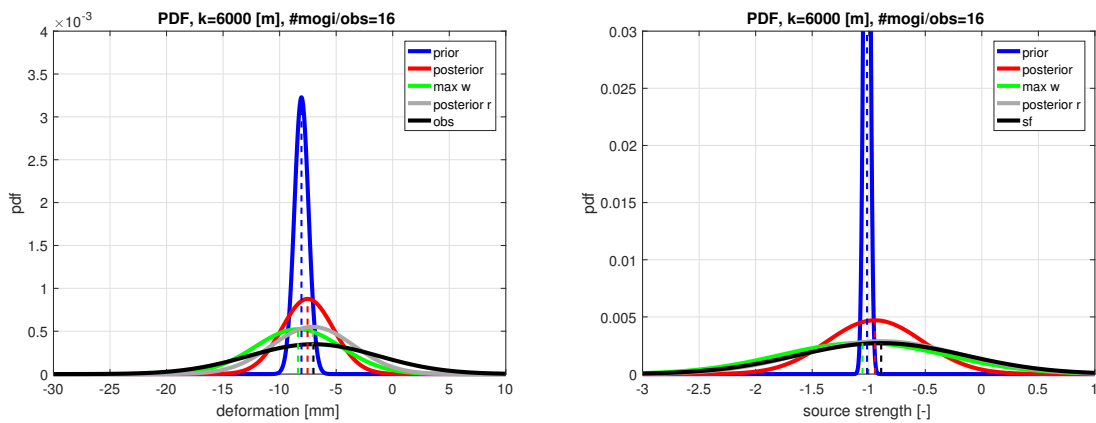 PDF, k=6000 [m], #mogi/obs=16
×10⁻³
4
3.5
3
2.5
2
1.5
1
0.5
0
pdf
prior
posterior
max w
posterior r
obs
-30 -25 -20 -15 -10 -5 0 5 10
deformation [mm]
PDF, k=6000 [m], #mogi/obs=16
0.03
0.025
0.02
0.015
0.01
0.005
0
pdf
prior
posterior
max w
posterior r
sf
-3 -2.5 -2 -1.5 -1 -0.5 0 0.5 1
source strength [-]